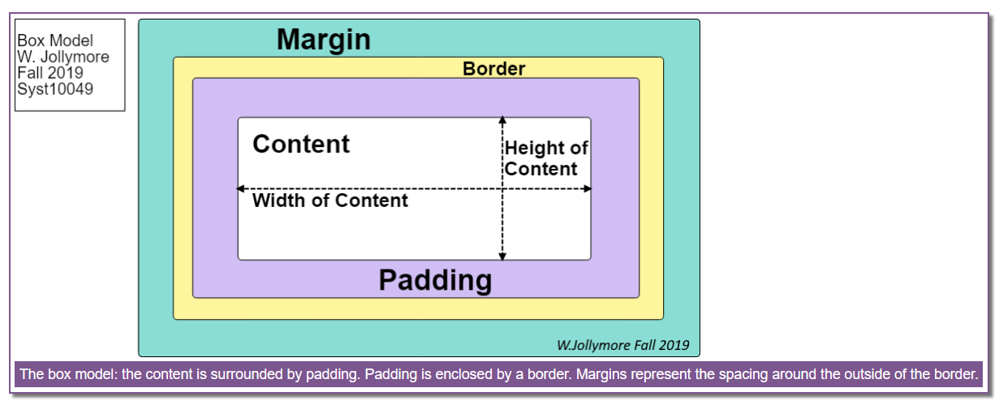 Box Model
W. Jollymore
Fall 2019
Syst10049
Margin
Border
Content
Height of
Content
Width of Content
Padding
W.Jollymore Fall 2019
The box model: the content is surrounded by padding. Padding is enclosed by a border. Margins represent the spacing around the outside of the border.